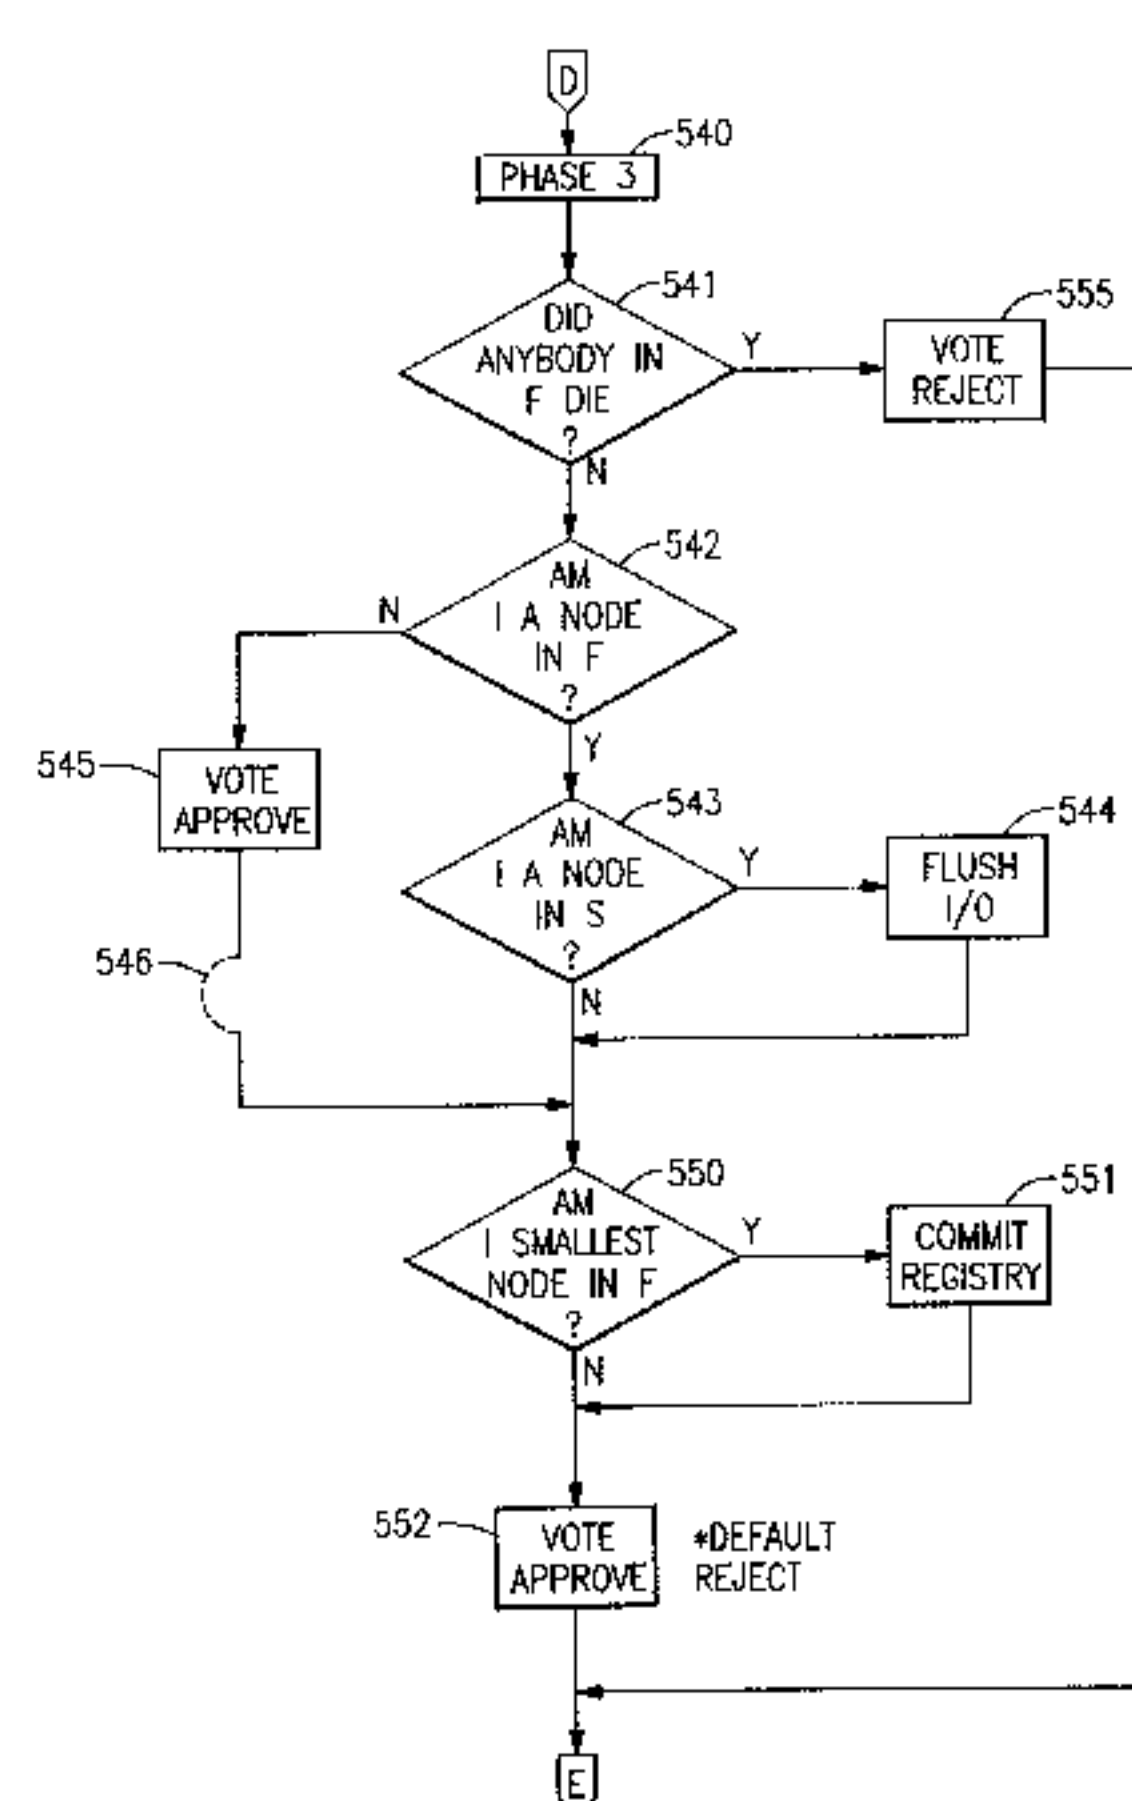 D
540
PHASE 3
541
DID
ANYBODY IN
F DIE
?
Y
N
555
VOTE
REJECT
542
AM
I A NODE
IN F
?
N
Y
545
VOTE
APPROVE
543
AM
I A NODE
IN S
?
Y
N
544
FLUSH
I/O
546
550
AM
I SMALLEST
NODE IN F
?
Y
N
551
COMMIT
REGISTRY
552
VOTE
APPROVE
*DEFAULT
REJECT
E